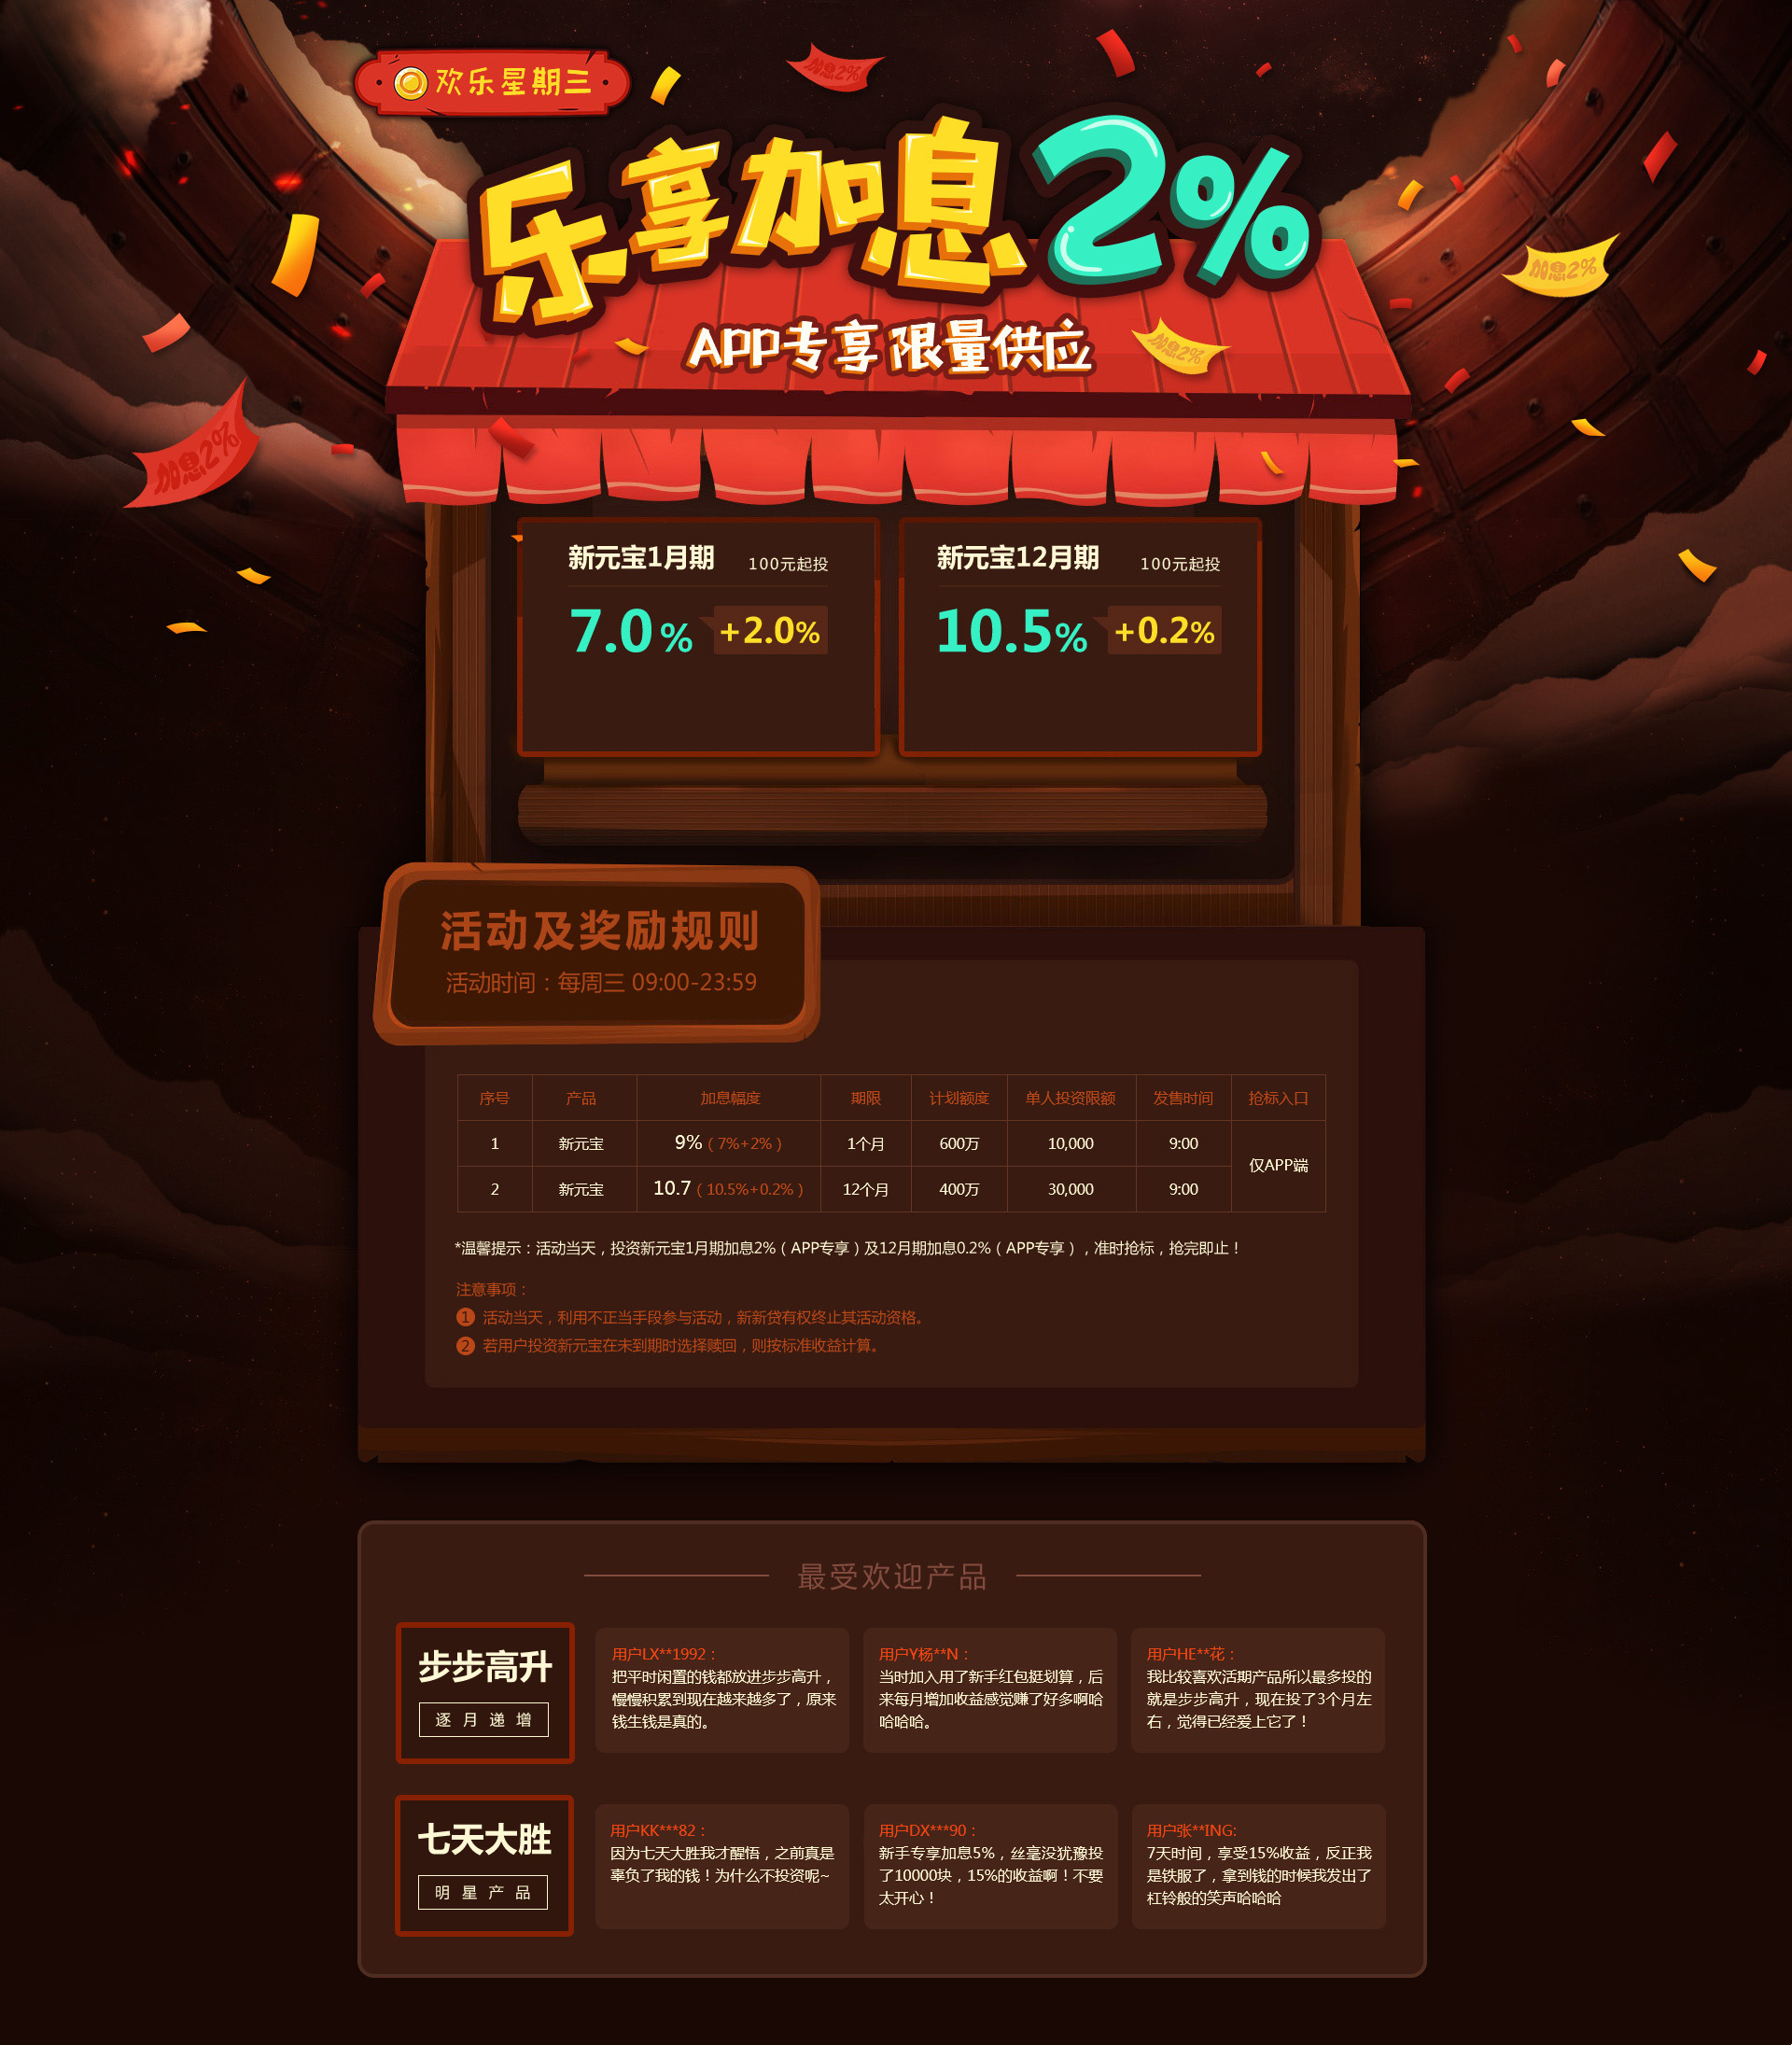 欢乐星期三
加息2%
乐享加息2%
加息2%
APP专享 限量供应
加息2%
加息2%
新元宝1月期 100元起投
7.0% +2.0%
新元宝12月期 100元起投
10.5% +0.2%
活动及奖励规则
活动时间：每周三 09:00-23:59
序号 产品 加息幅度 期限 计划额度 单人投资限额 发售时间 抢标入口
1 新元宝 9%（7%+2%） 1个月 600万 10,000 9:00 仅APP端
2 新元宝 10.7（10.5%+0.2%） 12个月 400万 30,000 9:00
*温馨提示：活动当天，投资新元宝1月期加息2%（APP专享）及12月期加息0.2%（APP专享），准时抢标，抢完即止！
注意事项：
1 活动当天，利用不正当手段参与活动，新新贷有权终止其活动资格。
2 若用户投资新元宝在未到期时选择赎回，则按标准收益计算。
最受欢迎产品
步步高升
逐月递增
用户LX**1992：
把平时闲置的钱都放进步步高升，
慢慢积累到现在越来越多了，原来
钱生钱是真的。
用户Y杨**N：
当时加入用了新手红包挺划算，后
来每月增加收益感觉赚了好多啊哈
哈哈哈。
用户HE**花：
我比较喜欢活期产品所以最多投的
就是步步高升，现在投了3个月左
右，觉得已经爱上它了！
七天大胜
明星产品
用户KK***82：
因为七天大胜我才醒悟，之前真是
辜负了我的钱！为什么不投资呢~
用户DX***90：
新手专享加息5%，丝毫没犹豫投
了10000块，15%的收益啊！不要
太开心！
用户张**ING:
7天时间，享受15%收益，反正我
是铁服了，拿到钱的时候我发出了
杠铃般的笑声哈哈哈